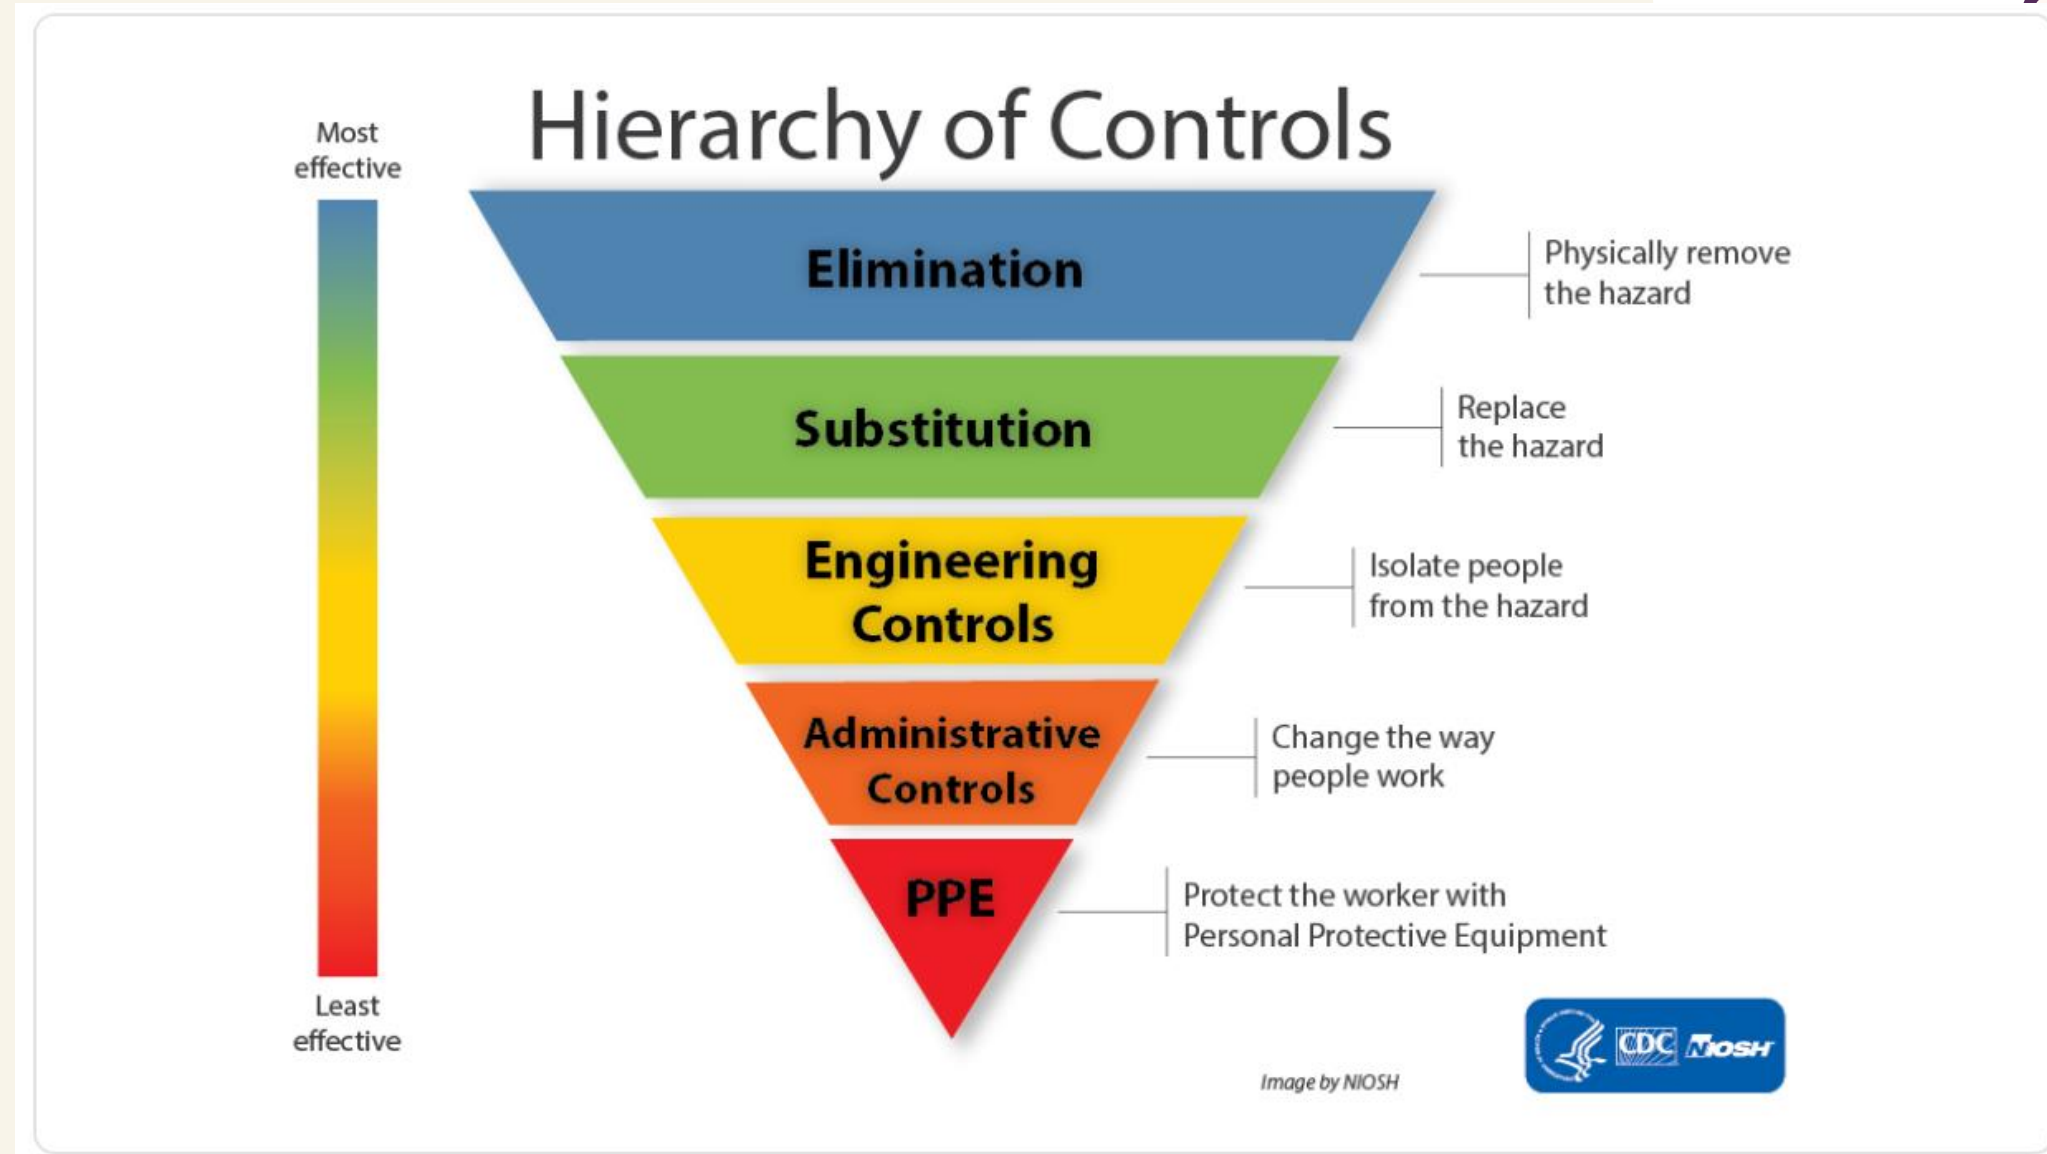 Hierarchy of Controls
Most
effective
Elimination
Physically remove
the hazard
Substitution
Replace
the hazard
Engineering
Controls
Isolate people
from the hazard
Administrative
Controls
Change the way
people work
PPE
Protect the worker with
Personal Protective Equipment
Least
effective
Image by NIOSH
CDC NIOSH